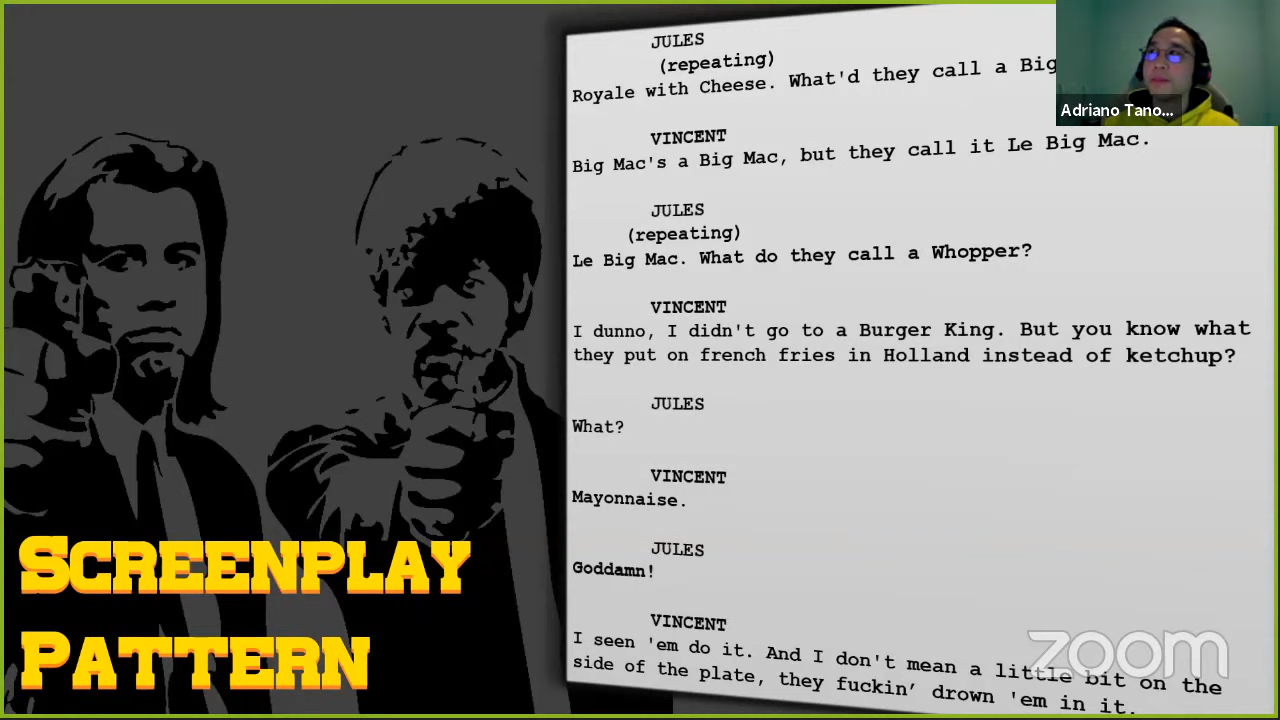 JULES
(repeating)
Royale with Cheese. What'd they call a Big
Adriano Tano...
VINCENT
Big Mac's a Big Mac, but they call it Le Big Mac.
JULES
(repeating)
Le Big Mac. What do they call a Whopper?
VINCENT
I dunno, I didn't go to a Burger King. But you know what
they put on french fries in Holland instead of ketchup?
JULES
What?
VINCENT
Mayonnaise.
JULES
Goddamn!
VINCENT
I seen 'em do it. And I don't mean a little bit on the
side of the plate, they fuckin’ drown 'em in it.
SCREENPLAY
PATTERN
zoom